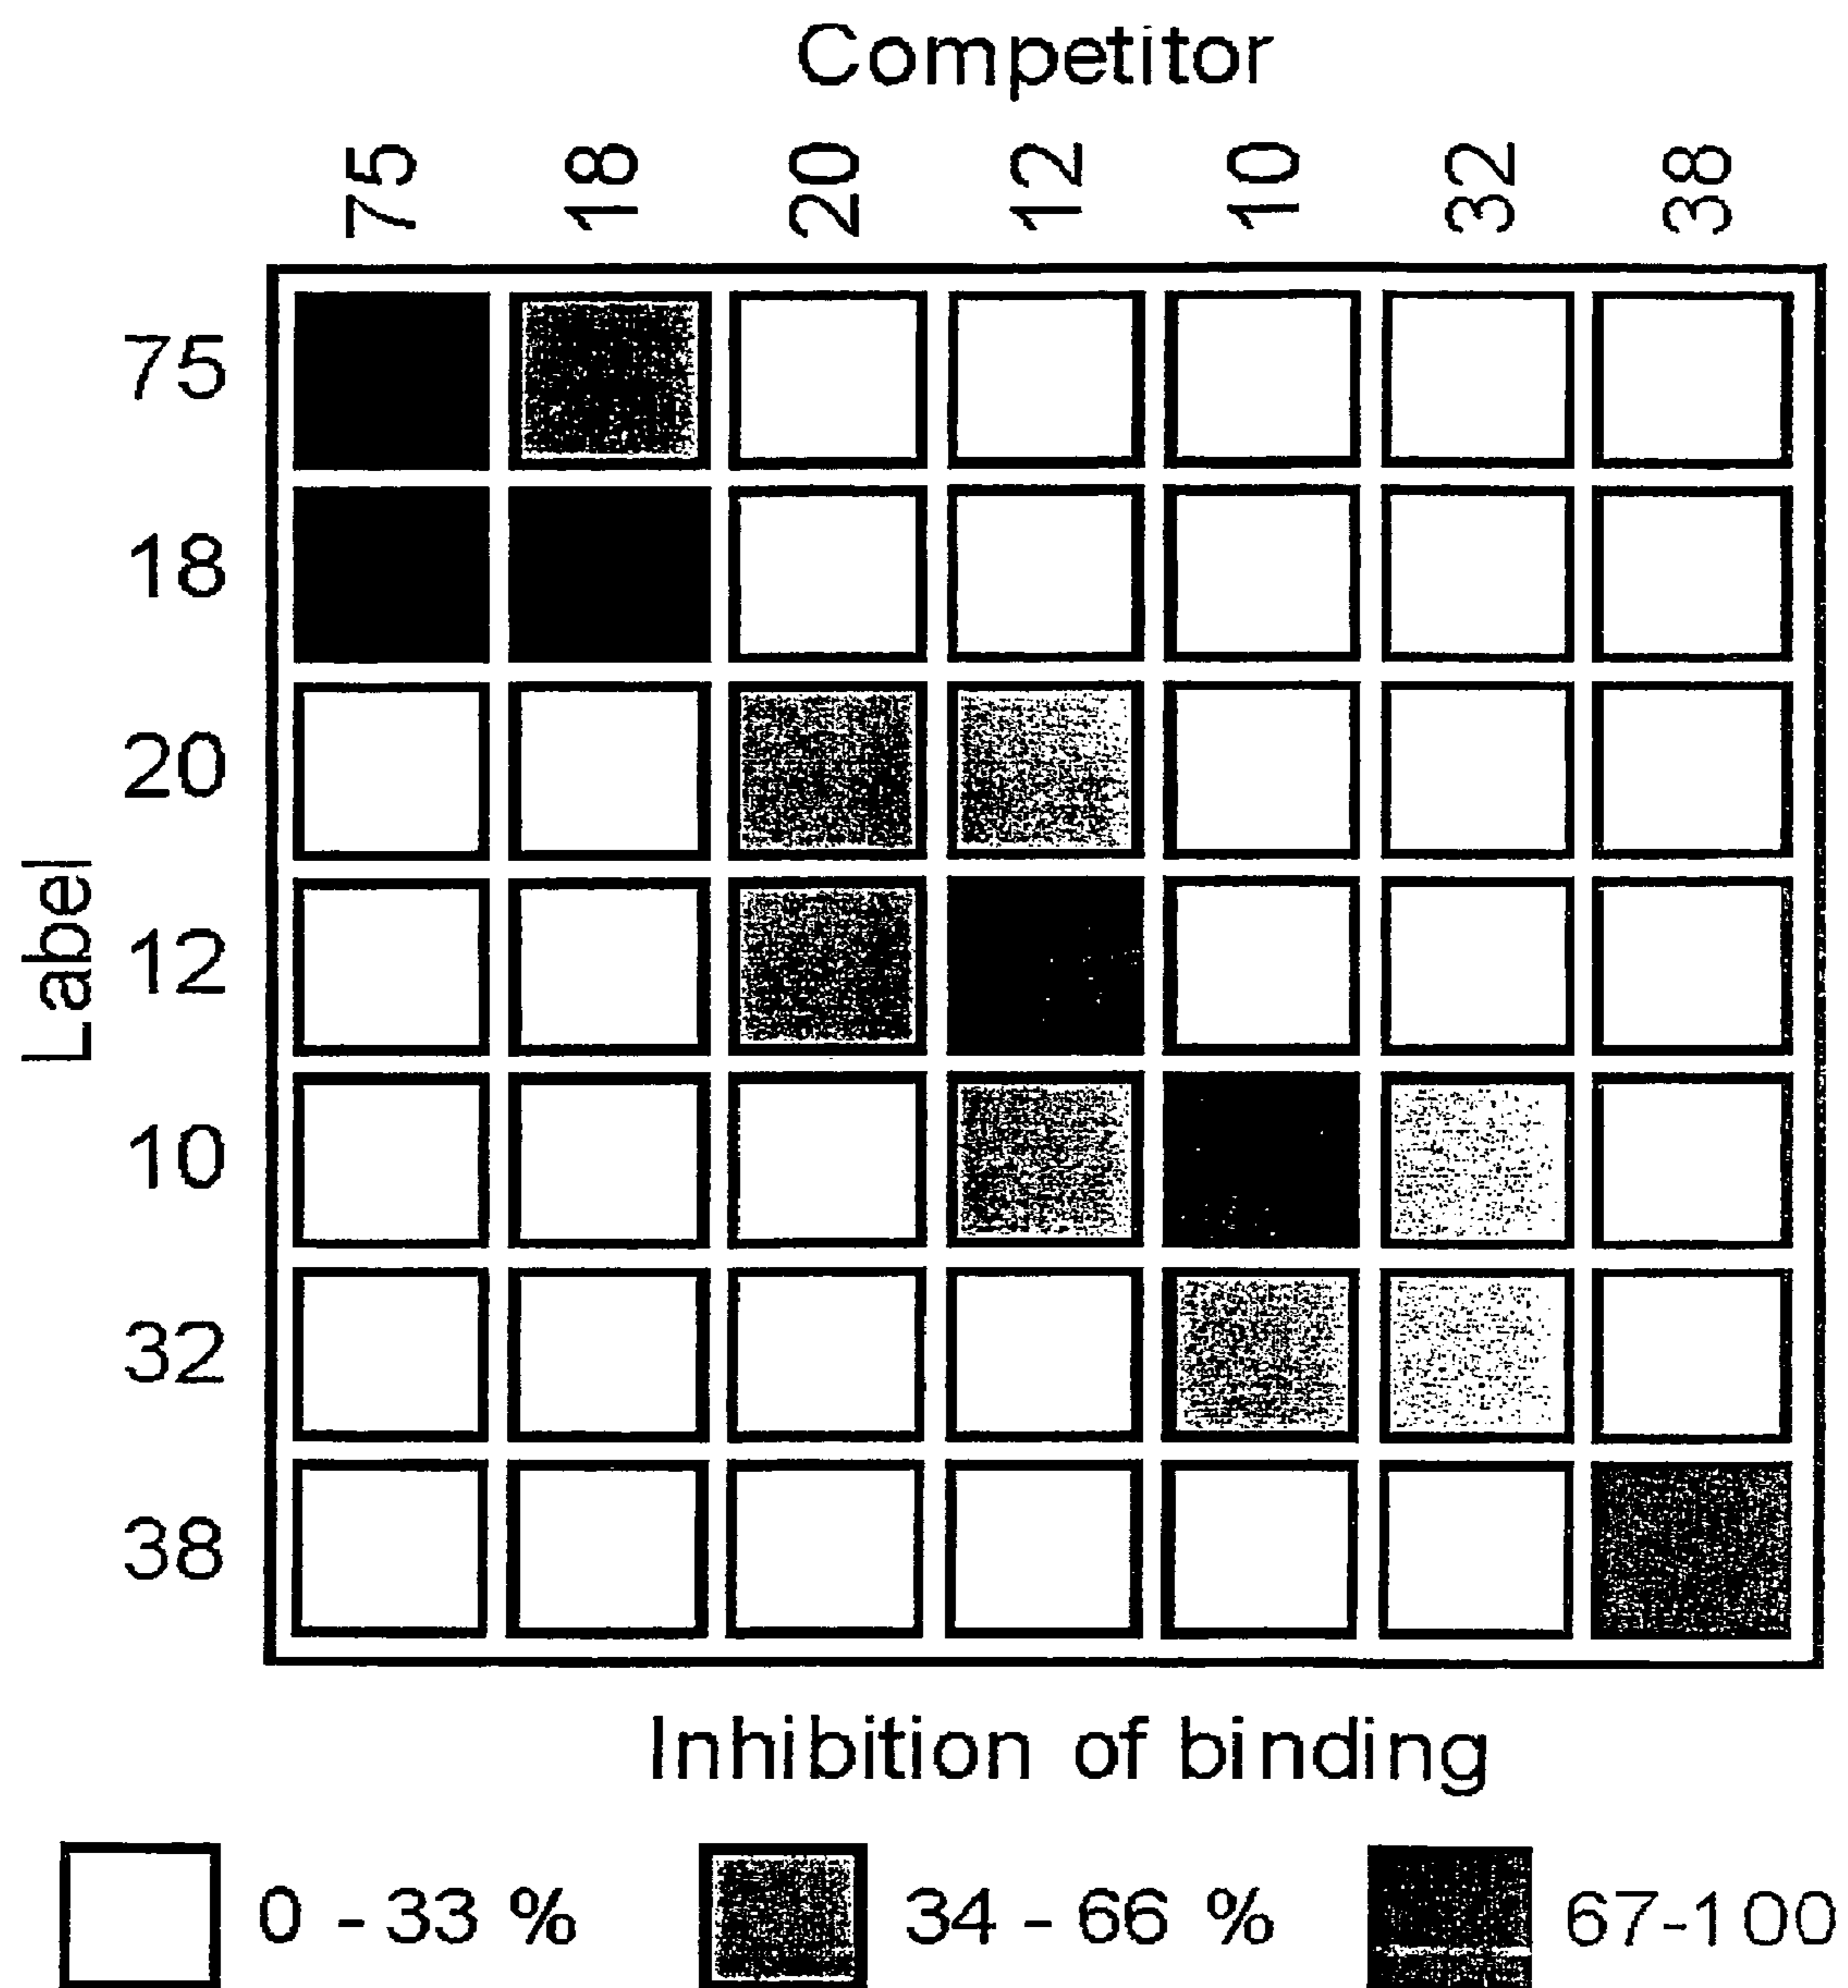 Competitor
75 18 20 12 10 32 38
Label
75
18
20
12
10
32
38
Inhibition of binding
0 - 33 % 34 - 66 % 67-100